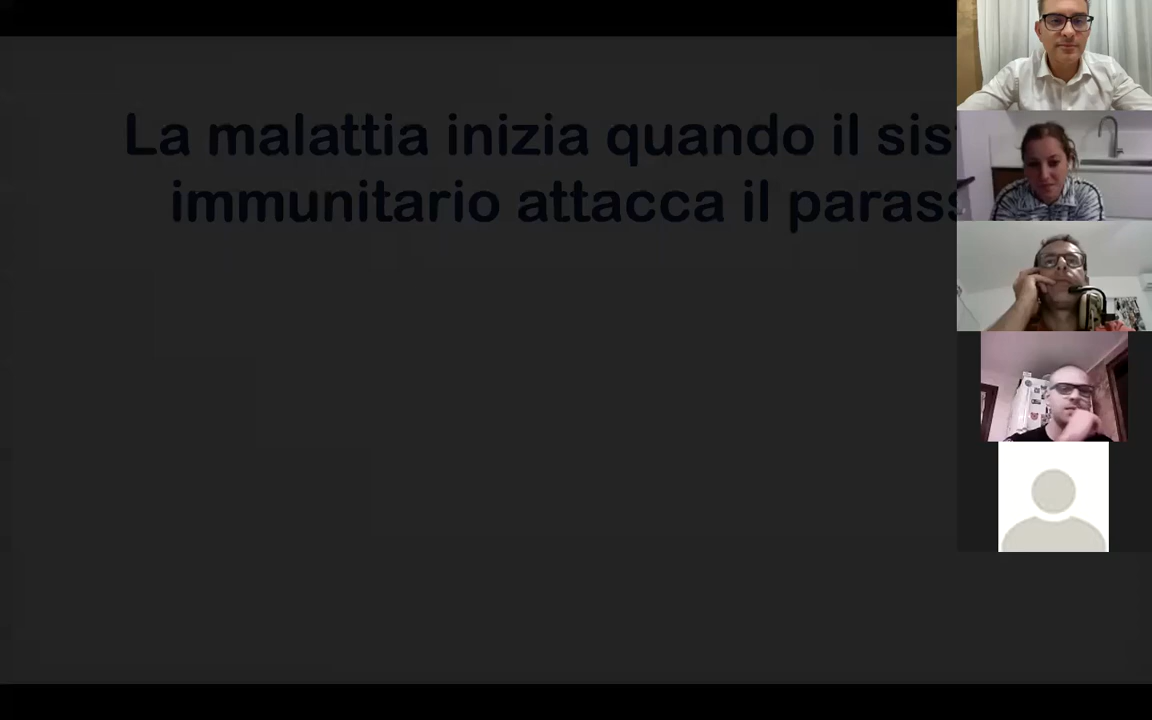 La malattia inizia quando il sis
immunitario attacca il parass